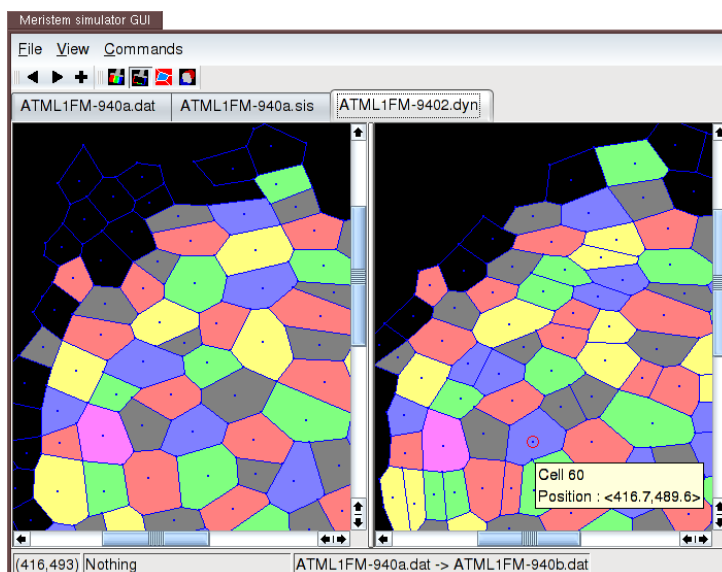 Meristem simulator GUI
File View Commands
ATML1FM-940a.dat ATML1FM-940a.sis ATML1FM-9402.dyn
Cell 60
Position : <416.7,489.6>
(416,493) Nothing ATML1FM-940a.dat -> ATML1FM-940b.dat